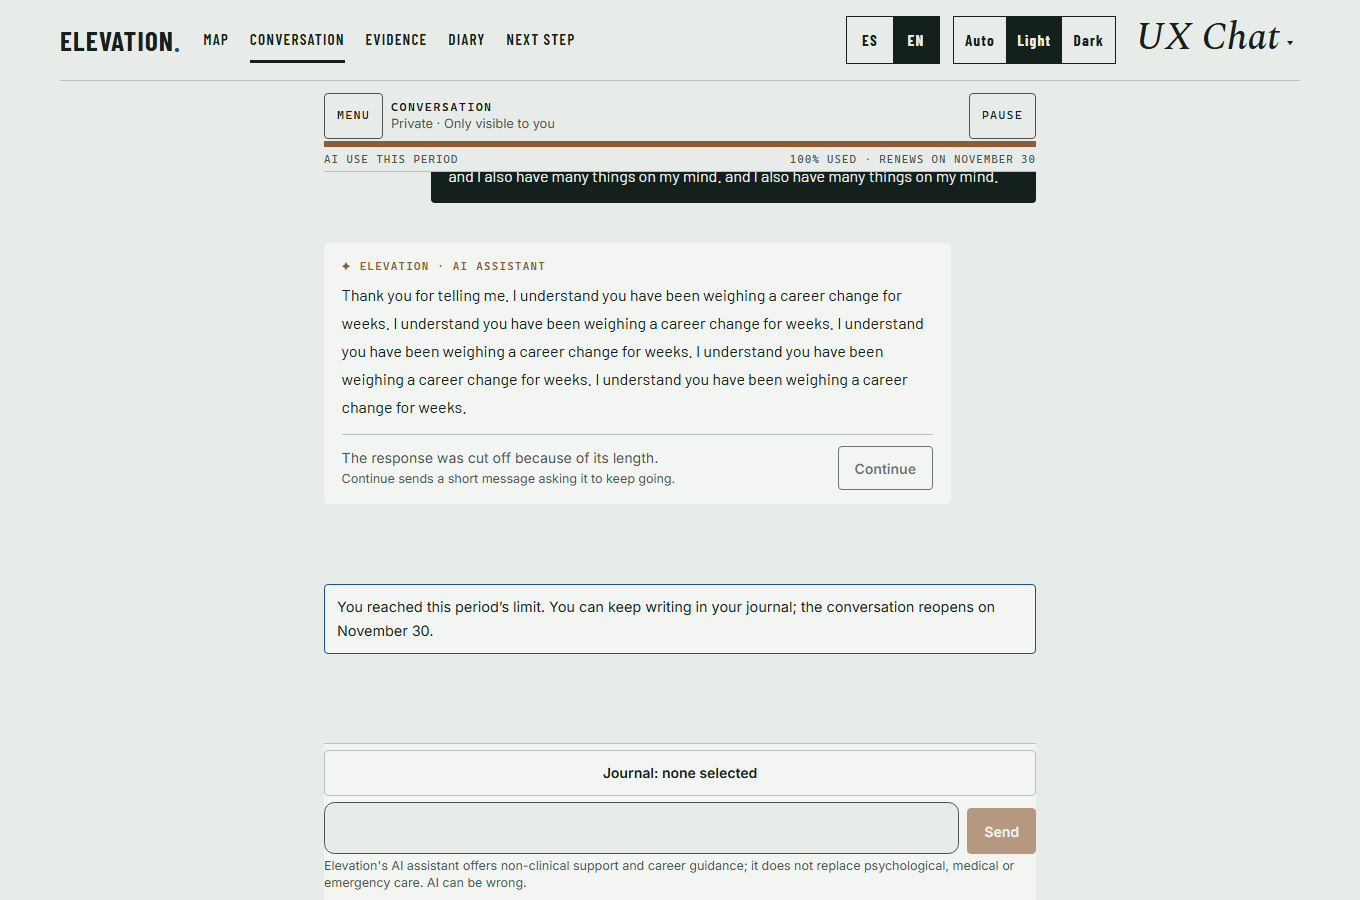 ELEVATION.
MAP
CONVERSATION
EVIDENCE
DIARY
NEXT STEP
ES
EN
Auto
Light
Dark
UX Chat
MENU
CONVERSATION
Private · Only visible to you
PAUSE
AI USE THIS PERIOD
100% USED · RENEWS ON NOVEMBER 30
and I also have many things on my mind. and I also have many things on my mind.
✦ ELEVATION · AI ASSISTANT
Thank you for telling me. I understand you have been weighing a career change for
weeks. I understand you have been weighing a career change for weeks. I understand
you have been weighing a career change for weeks. I understand you have been
weighing a career change for weeks. I understand you have been weighing a career
change for weeks.
The response was cut off because of its length.
Continue sends a short message asking it to keep going.
Continue
You reached this period's limit. You can keep writing in your journal; the conversation reopens on
November 30.
Journal: none selected
Send
Elevation's AI assistant offers non-clinical support and career guidance; it does not replace psychological, medical or
emergency care. AI can be wrong.